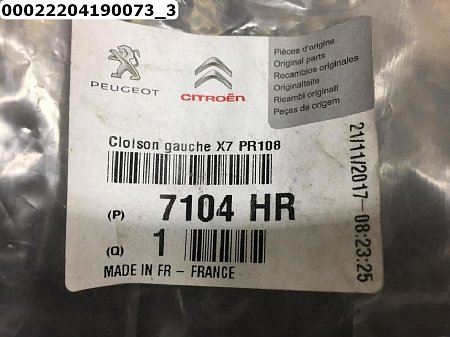 00022204190073_3
PEUGEOT
CITROËN
Pièces d'origine
Original parts
Recambios originales
Originalteile
Ricambi originali
Peças de origem
Cloison gauche X7 PR108
(P) 7104 HR
(Q) 1
MADE IN FR - FRANCE
21/11/2017-08:23:25